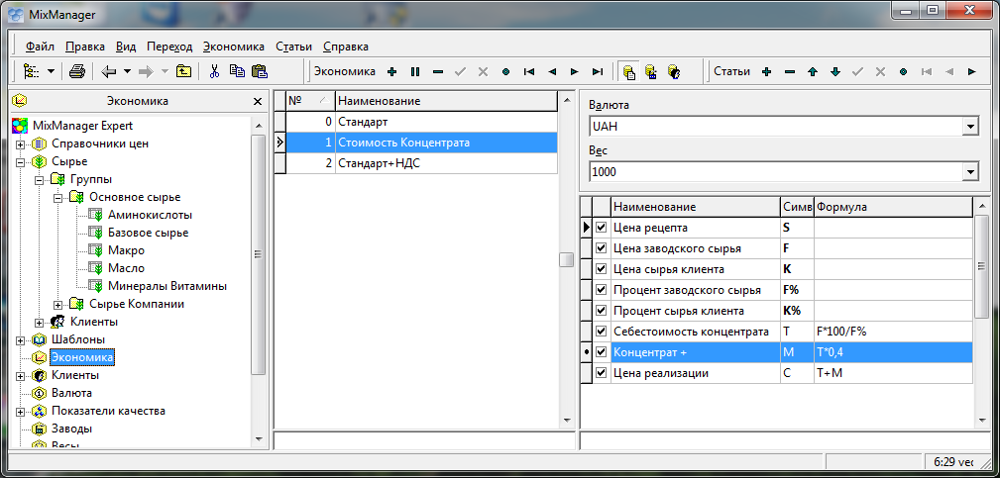 MixManager
Файл Правка Вид Переход Экономика Статьи Справка
Экономика Статьи
Экономика
MixManager Expert
Справочники цен
Сырье
Группы
Основное сырье
Аминокислоты
Базовое сырье
Макро
Масло
Минералы Витамины
Сырье Компании
Клиенты
Шаблоны
Экономика
Клиенты
Валюта
Показатели качества
Заводы
Весы
№ Наименование
0 Стандарт
1 Стоимость Концентрата
2 Стандарт+НДС
Валюта
UAH
Вес
1000
Наименование Симв Формула
Цена рецепта S
Цена заводского сырья F
Цена сырья клиента K
Процент заводского сырья F%
Процент сырья клиента K%
Себестоимость концентрата T F*100/F%
Концентрат + M T*0,4
Цена реализации C T+M
6:29 vec